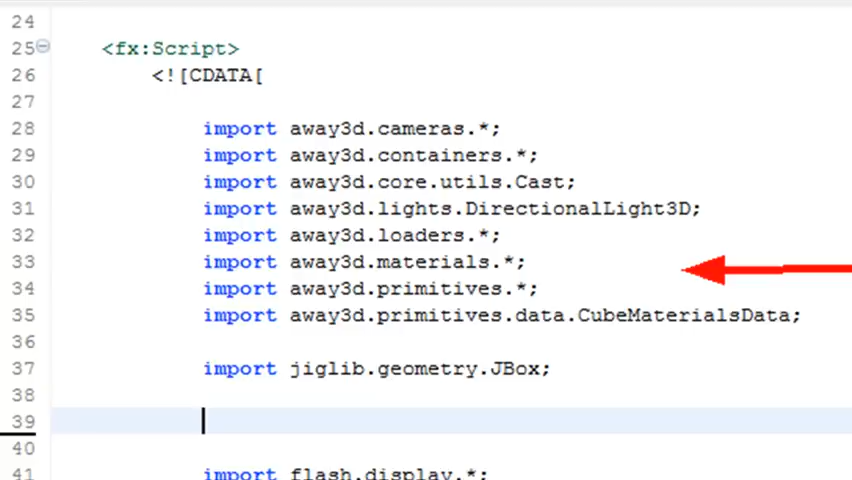 24
25 <fx:Script>
26 <![CDATA[
27
28 import away3d.cameras.*;
29 import away3d.containers.*;
30 import away3d.core.utils.Cast;
31 import away3d.lights.DirectionalLight3D;
32 import away3d.loaders.*;
33 import away3d.materials.*;
34 import away3d.primitives.*;
35 import away3d.primitives.data.CubeMaterialsData;
36
37 import jiglib.geometry.JBox;
38
39
40
41 import flash.display.*;